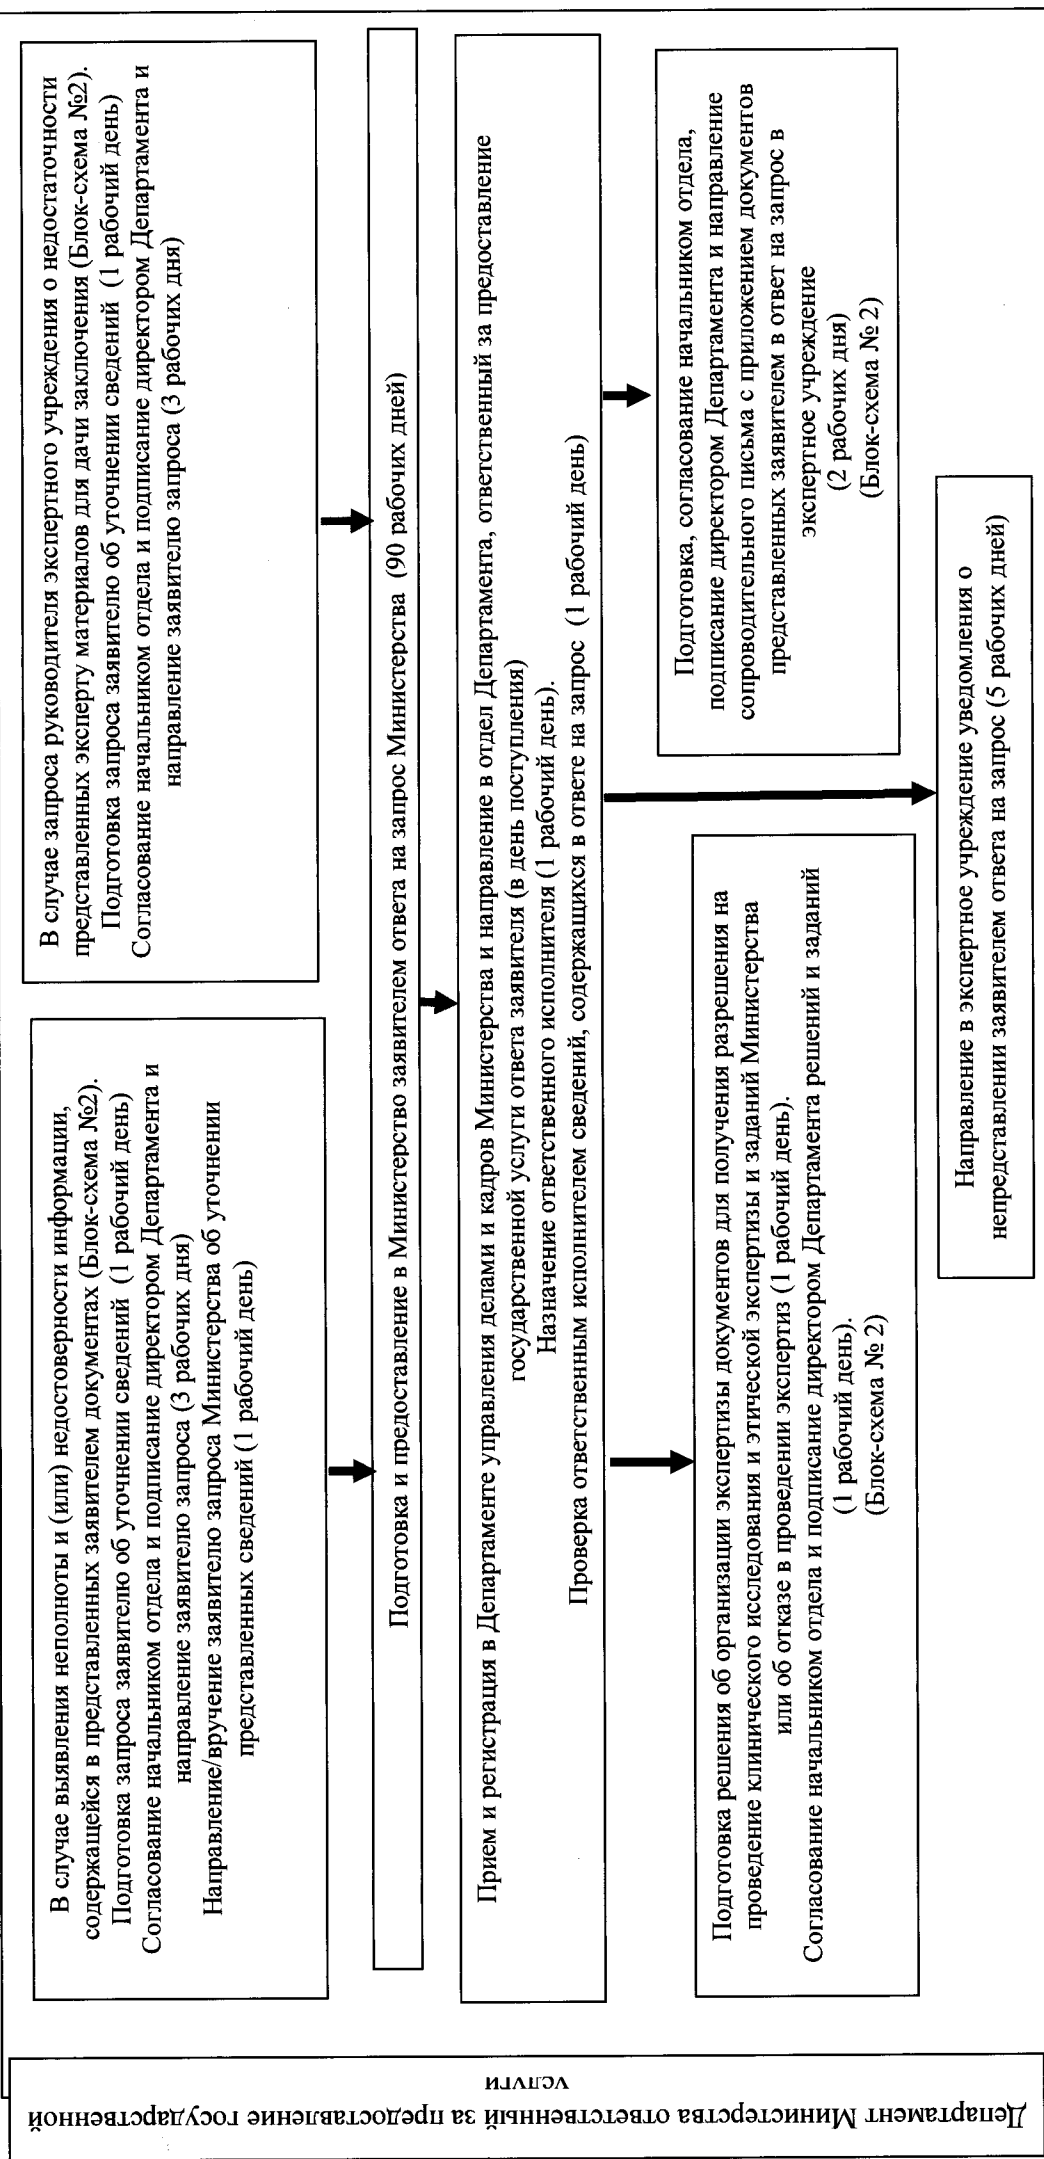 Департамент Министерства ответственный за предоставление государственной
услуги
В случае выявления неполноты и (или) недостоверности информации,
содержащейся в представленных заявителем документах (Блок-схема №2).
Подготовка запроса заявителю об уточнении сведений (1 рабочий день)
Согласование начальником отдела и подписание директором Департамента и
направление заявителю запроса (3 рабочих дня)
Направление/вручение заявителю запроса Министерства об уточнении
представленных сведений (1 рабочий день)
В случае запроса руководителя экспертного учреждения о недостаточности
представленных эксперту материалов для дачи заключения (Блок-схема №2).
Подготовка запроса заявителю об уточнении сведений (1 рабочий день)
Согласование начальником отдела и подписание директором Департамента и
направление заявителю запроса (3 рабочих дня)
Подготовка и предоставление в Министерство заявителем ответа на запрос Министерства (90 рабочих дней)
Прием и регистрация в Департаменте управления делами и кадров Министерства и направление в отдел Департамента, ответственный за предоставление
государственной услуги ответа заявителя (в день поступления)
Назначение ответственного исполнителя (1 рабочий день).
Проверка ответственным исполнителем сведений, содержащихся в ответе на запрос (1 рабочий день)
Подготовка решения об организации экспертизы документов для получения разрешения на
проведение клинического исследования и этической экспертизы и заданий Министерства
или об отказе в проведении экспертиз (1 рабочий день).
Согласование начальником отдела и подписание директором Департамента решений и заданий
(1 рабочий день).
(Блок-схема № 2)
Подготовка, согласование начальником отдела,
подписание директором Департамента и направление
сопроводительного письма с приложением документов
представленных заявителем в ответ на запрос в
экспертное учреждение
(2 рабочих дня)
(Блок-схема № 2)
Направление в экспертное учреждение уведомления о
непредставлении заявителем ответа на запрос (5 рабочих дней)